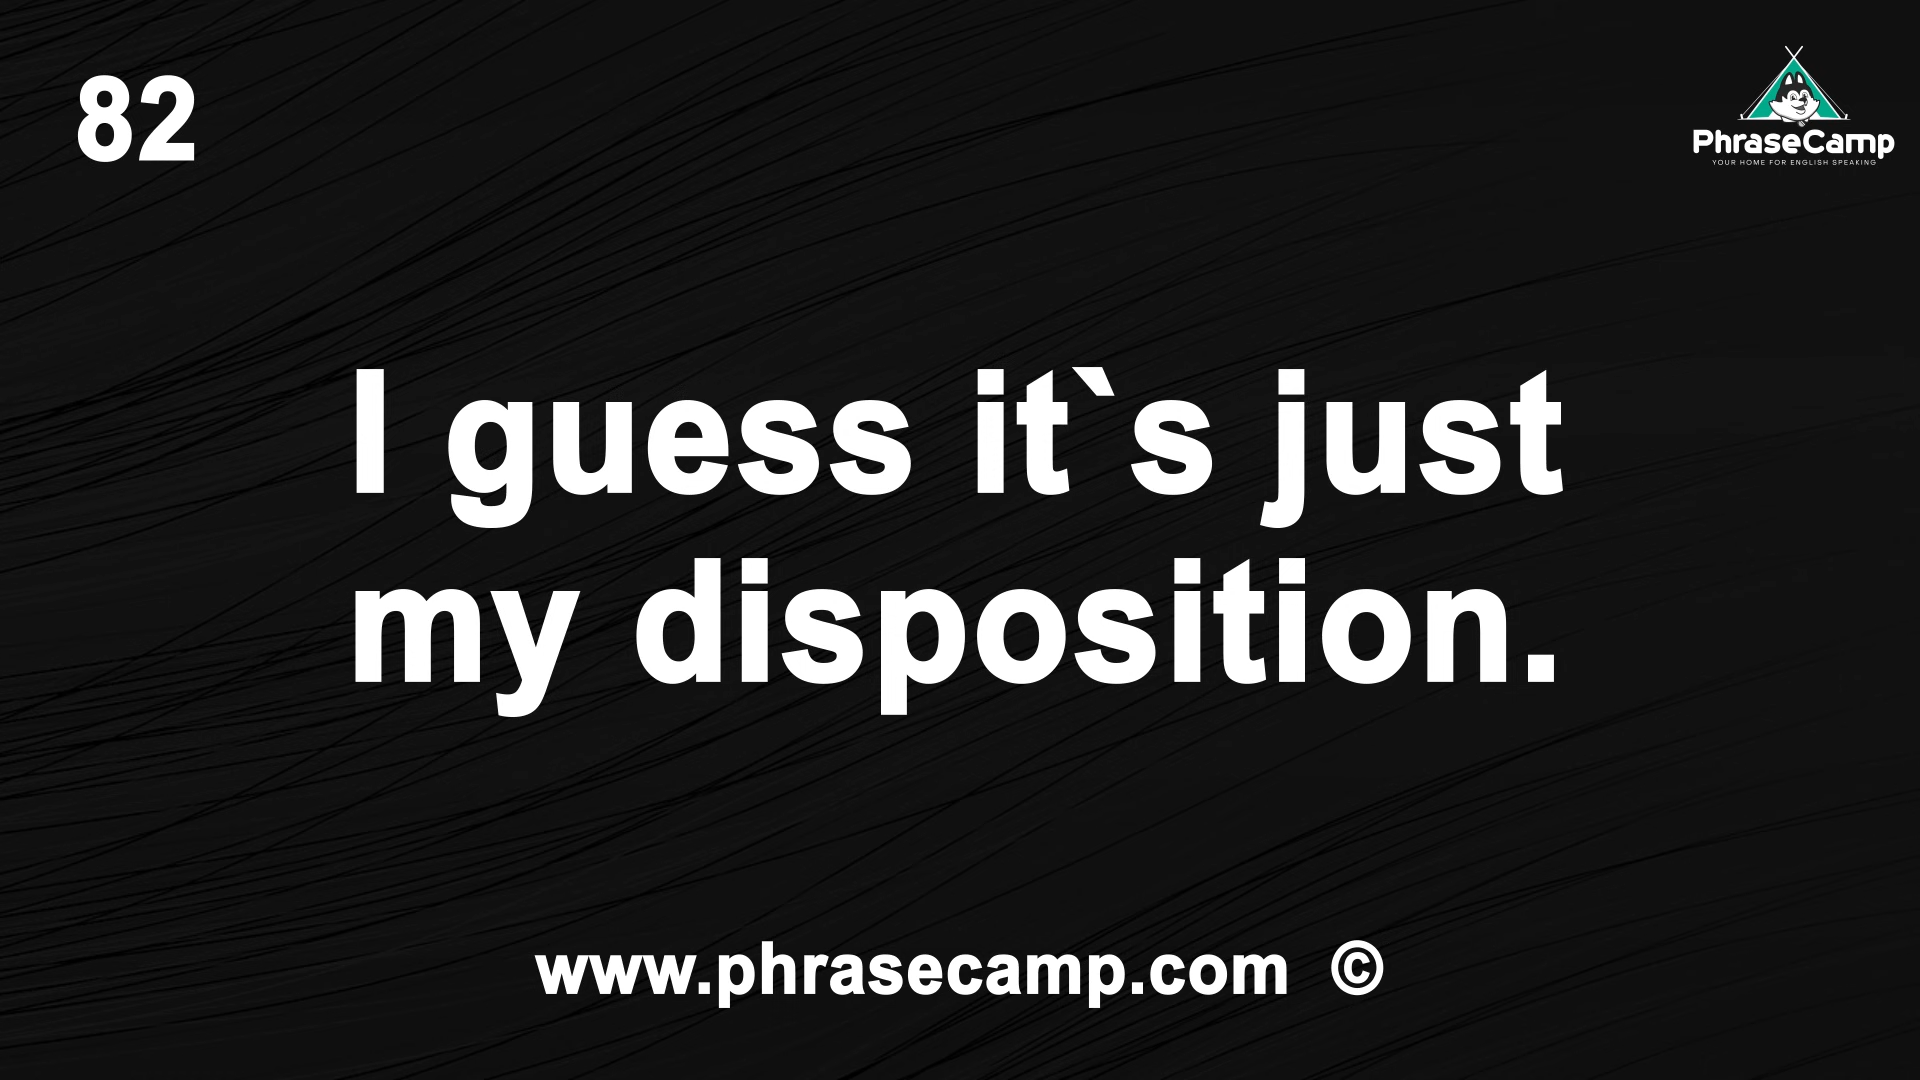 82
PhraseCamp
YOUR HOME FOR ENGLISH SPEAKING
I guess it`s just
my disposition.
www.phrasecamp.com ©